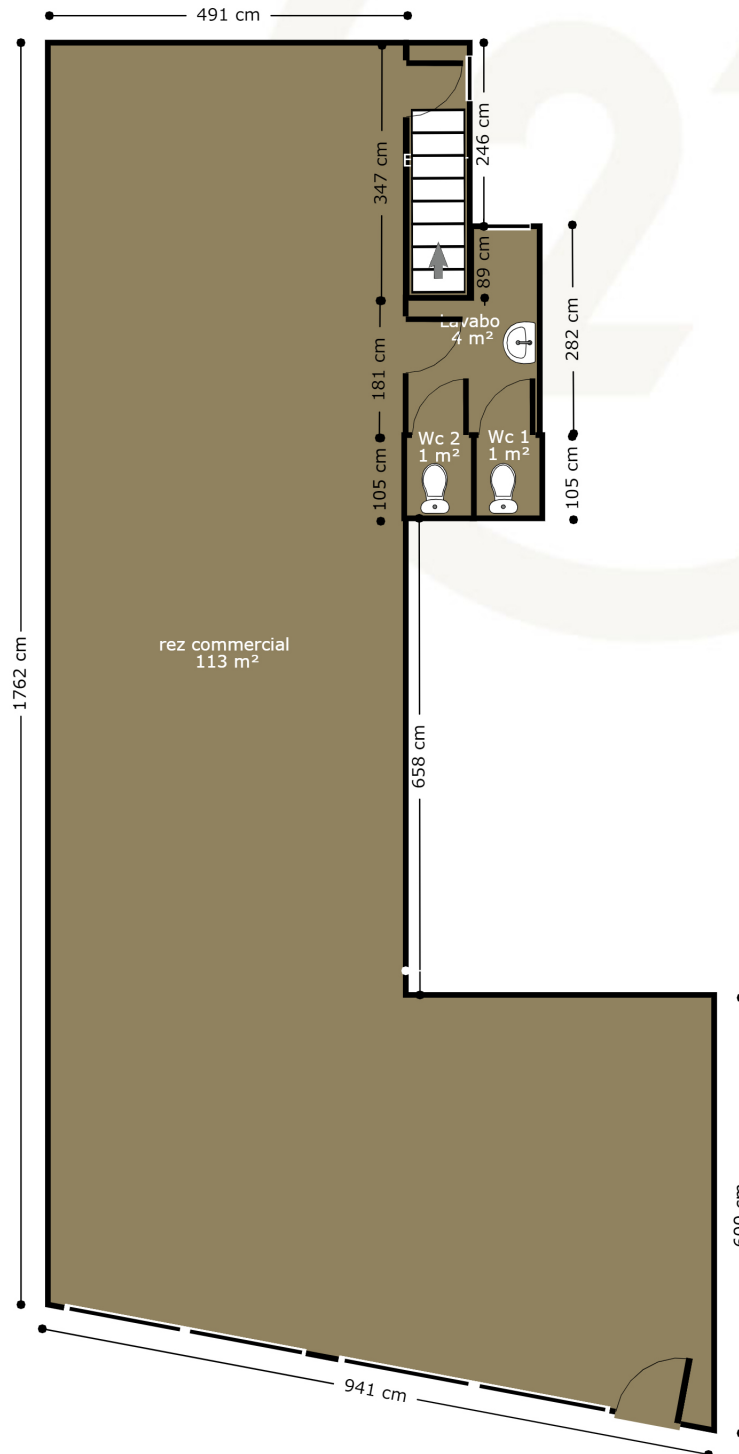 491 cm
246 cm
347 cm
E
89 cm
Lavabo
4 m²
282 cm
181 cm
Wc 2
1 m²
Wc 1
1 m²
105 cm
105 cm
rez commercial
113 m²
1762 cm
658 cm
941 cm